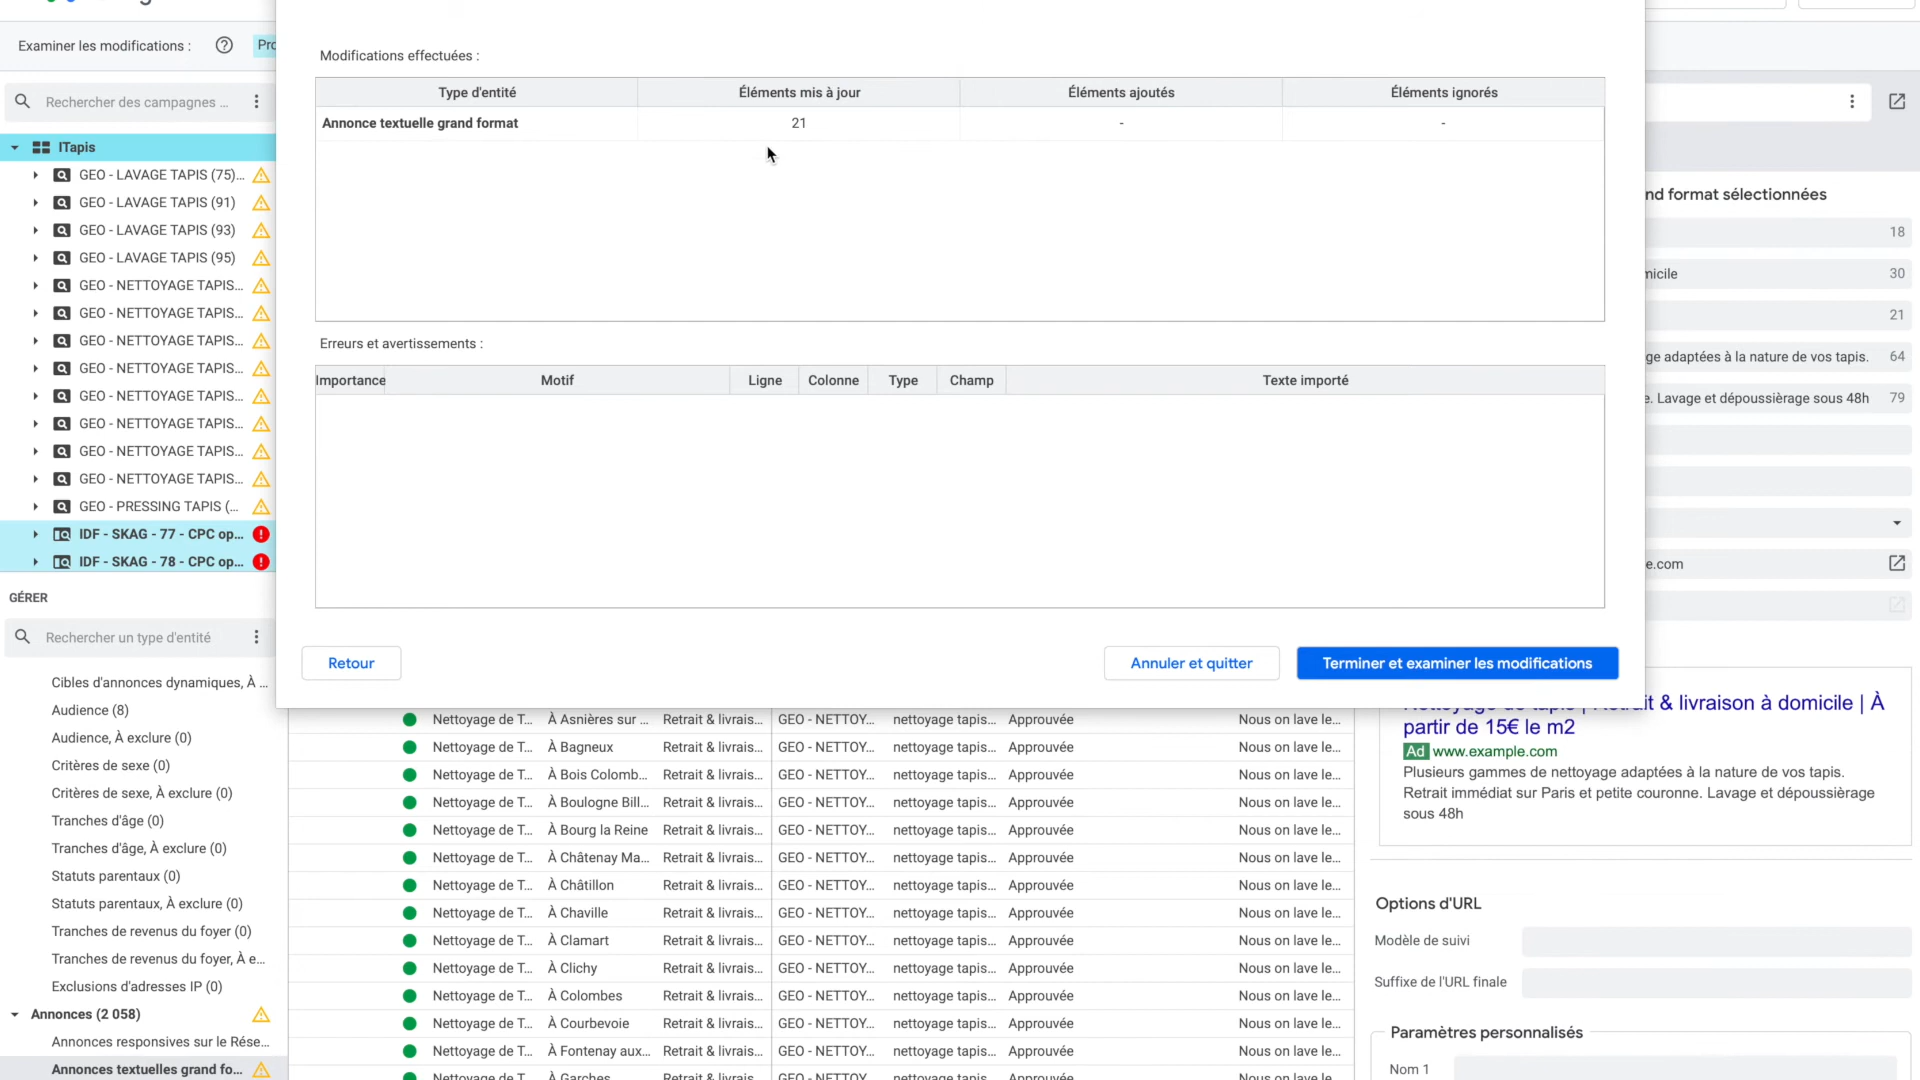 Examiner les modifications :
Rechercher des campagnes ...
ITapis
GEO - LAVAGE TAPIS (75)...
GEO - LAVAGE TAPIS (91)
GEO - LAVAGE TAPIS (93)
GEO - LAVAGE TAPIS (95)
GEO - NETTOYAGE TAPIS...
GEO - NETTOYAGE TAPIS...
GEO - NETTOYAGE TAPIS...
GEO - NETTOYAGE TAPIS...
GEO - NETTOYAGE TAPIS...
GEO - NETTOYAGE TAPIS...
GEO - NETTOYAGE TAPIS...
GEO - NETTOYAGE TAPIS...
GEO - PRESSING TAPIS (...
IDF - SKAG - 77 - CPC op...
IDF - SKAG - 78 - CPC op...
GÉRER
Rechercher un type d'entité
Cibles d'annonces dynamiques, À ...
Audience (8)
Audience, À exclure (0)
Critères de sexe (0)
Critères de sexe, À exclure (0)
Tranches d'âge (0)
Tranches d'âge, À exclure (0)
Statuts parentaux (0)
Statuts parentaux, À exclure (0)
Tranches de revenus du foyer (0)
Tranches de revenus du foyer, À e...
Exclusions d'adresses IP (0)
Annonces (2 058)
Annonces responsives sur le Rése...
Annonces textuelles grand fo...
Modifications effectuées :
Type d'entité Éléments mis à jour Éléments ajoutés Éléments ignorés
Annonce textuelle grand format 21 - -
Erreurs et avertissements :
Importance Motif Ligne Colonne Type Champ Texte importé
Retour Annuler et quitter Terminer et examiner les modifications
Nettoyage de T... À Asnières sur ... Retrait & livrais... GEO - NETTOY... nettoyage tapis... Approuvée Nous on lave le...
Nettoyage de T... À Bagneux Retrait & livrais... GEO - NETTOY... nettoyage tapis... Approuvée Nous on lave le...
Nettoyage de T... À Bois Colomb... Retrait & livrais... GEO - NETTOY... nettoyage tapis... Approuvée Nous on lave le...
Nettoyage de T... À Boulogne Bill... Retrait & livrais... GEO - NETTOY... nettoyage tapis... Approuvée Nous on lave le...
Nettoyage de T... À Bourg la Reine Retrait & livrais... GEO - NETTOY... nettoyage tapis... Approuvée Nous on lave le...
Nettoyage de T... À Châtenay Ma... Retrait & livrais... GEO - NETTOY... nettoyage tapis... Approuvée Nous on lave le...
Nettoyage de T... À Châtillon Retrait & livrais... GEO - NETTOY... nettoyage tapis... Approuvée Nous on lave le...
Nettoyage de T... À Chaville Retrait & livrais... GEO - NETTOY... nettoyage tapis... Approuvée Nous on lave le...
Nettoyage de T... À Clamart Retrait & livrais... GEO - NETTOY... nettoyage tapis... Approuvée Nous on lave le...
Nettoyage de T... À Clichy Retrait & livrais... GEO - NETTOY... nettoyage tapis... Approuvée Nous on lave le...
Nettoyage de T... À Colombes Retrait & livrais... GEO - NETTOY... nettoyage tapis... Approuvée Nous on lave le...
Nettoyage de T... À Courbevoie Retrait & livrais... GEO - NETTOY... nettoyage tapis... Approuvée Nous on lave le...
Nettoyage de T... À Fontenay aux... Retrait & livrais... GEO - NETTOY... nettoyage tapis... Approuvée Nous on lave le...
Nettoyage de T... À Garches Retrait & livrais... GEO - NETTOY... nettoyage tapis... Approuvée Nous on lave le...
nd format sélectionnées
18
micile 30
21
ge adaptées à la nature de vos tapis. 64
e. Lavage et dépoussièrage sous 48h 79
e.com
Nettoyage de tapis | Retrait & livraison à domicile | À
partir de 15€ le m2
Ad www.example.com
Plusieurs gammes de nettoyage adaptées à la nature de vos tapis.
Retrait immédiat sur Paris et petite couronne. Lavage et dépoussièrage
sous 48h
Options d'URL
Modèle de suivi
Suffixe de l'URL finale
Paramètres personnalisés
Nom 1